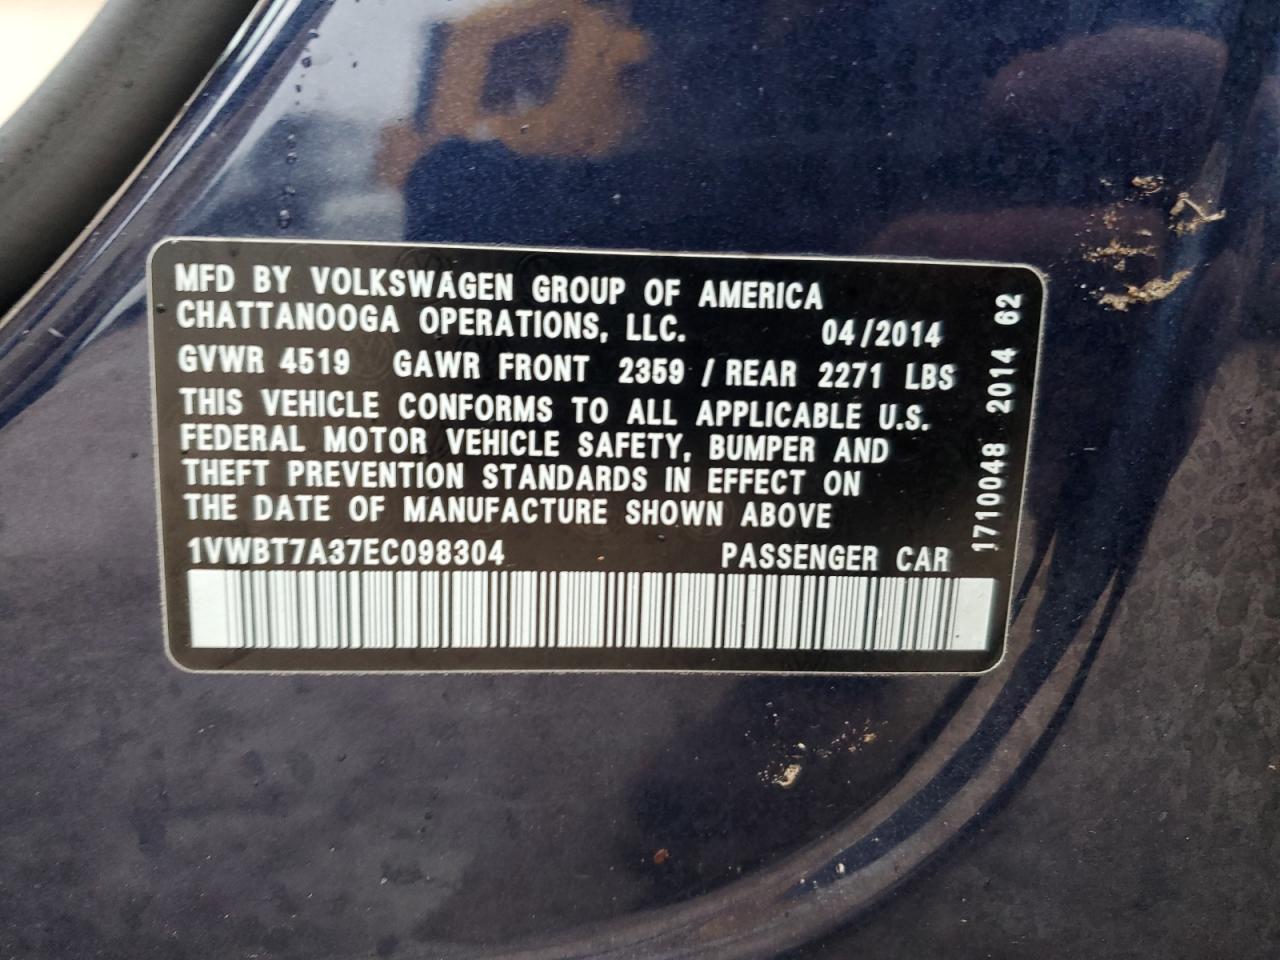 MFD BY VOLKSWAGEN GROUP OF AMERICA
CHATTANOOGA OPERATIONS, LLC. 04/2014
GVWR 4519 GAWR FRONT 2359 / REAR 2271 LBS
THIS VEHICLE CONFORMS TO ALL APPLICABLE U.S.
FEDERAL MOTOR VEHICLE SAFETY, BUMPER AND
THEFT PREVENTION STANDARDS IN EFFECT ON
THE DATE OF MANUFACTURE SHOWN ABOVE
1VWBT7A37EC098304 PASSENGER CAR
1710048 2014 62